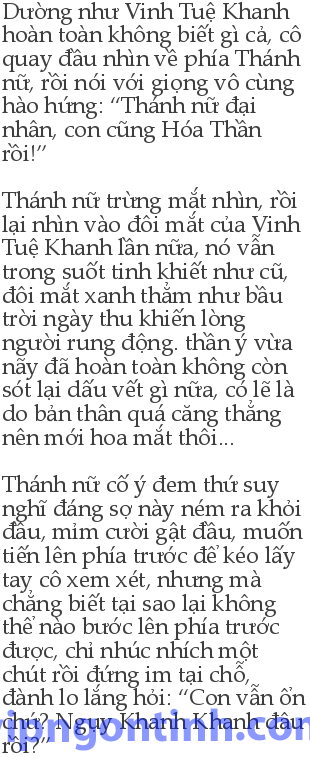 Dường như Vinh Tuệ Khanh
hoàn toàn không biết gì cả, cô
quay đầu nhìn về phía Thánh
nữ, rồi nói với giọng vô cùng
hào hứng: “Thánh nữ đại
nhân, con cũng Hóa Thần
rồi!”
Thánh nữ trừng mắt nhìn, rồi
lại nhìn vào đôi mắt của Vinh
Tuệ Khanh lần nữa, nó vẫn
trong suốt tinh khiết như cũ,
đôi mắt xanh thẳm như bầu
trời ngày thu khiến lòng
người rung động. thần ý vừa
nãy đã hoàn toàn không còn
sót lại dấu vết gì nữa, có lẽ là
do bản thân quá căng thẳng
nên mới hoa mắt thôi...
Thánh nữ cố ý đem thứ suy
nghĩ đáng sợ này ném ra khỏi
đầu, mỉm cười gật đầu, muốn
tiến lên phía trước để kéo lấy
tay cô xem xét, nhưng mà
chẳng biết tại sao lại không
thể nào bước lên phía trước
được, chỉ nhúc nhích một
chút rồi đứng im tại chỗ,
đành lo lắng hỏi: “Con vẫn ổn
chứ? Ngụy Khanh Khanh đâu
rồi?”